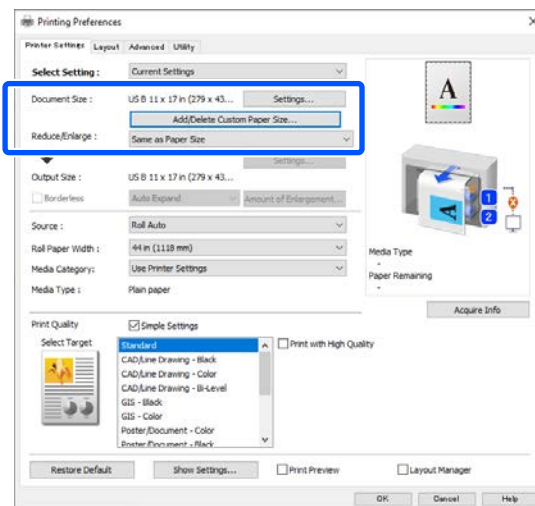 Printing Preferences
Printer Settings Layout Advanced Utility
Select Setting : Current Settings
Document Size : US B 11 x 17 in (279 x 43... Settings...
Add/Delete Custom Paper Size...
Reduce/Enlarge : Same as Paper Size
Settings...
Output Size : US B 11 x 17 in (279 x 43...
Borderless Auto Expand Amount of Enlargement...
Source : Roll Auto
Roll Paper Width : 44 in (1118 mm)
Media Category: Use Printer Settings
Media Type : Plain paper
A
A
1
2
Media Type
-
Paper Remaining
-
Acquire Info
Print Quality Simple Settings
Select Target
Standard
CAD/Line Drawing - Black
CAD/Line Drawing - Color
CAD/Line Drawing - Bi-Level
GIS - Black
GIS - Color
Poster/Document - Color
Poster/Document - Black
Print with High Quality
Restore Default Show Settings... Print Preview Layout Manager
OK Cancel Help